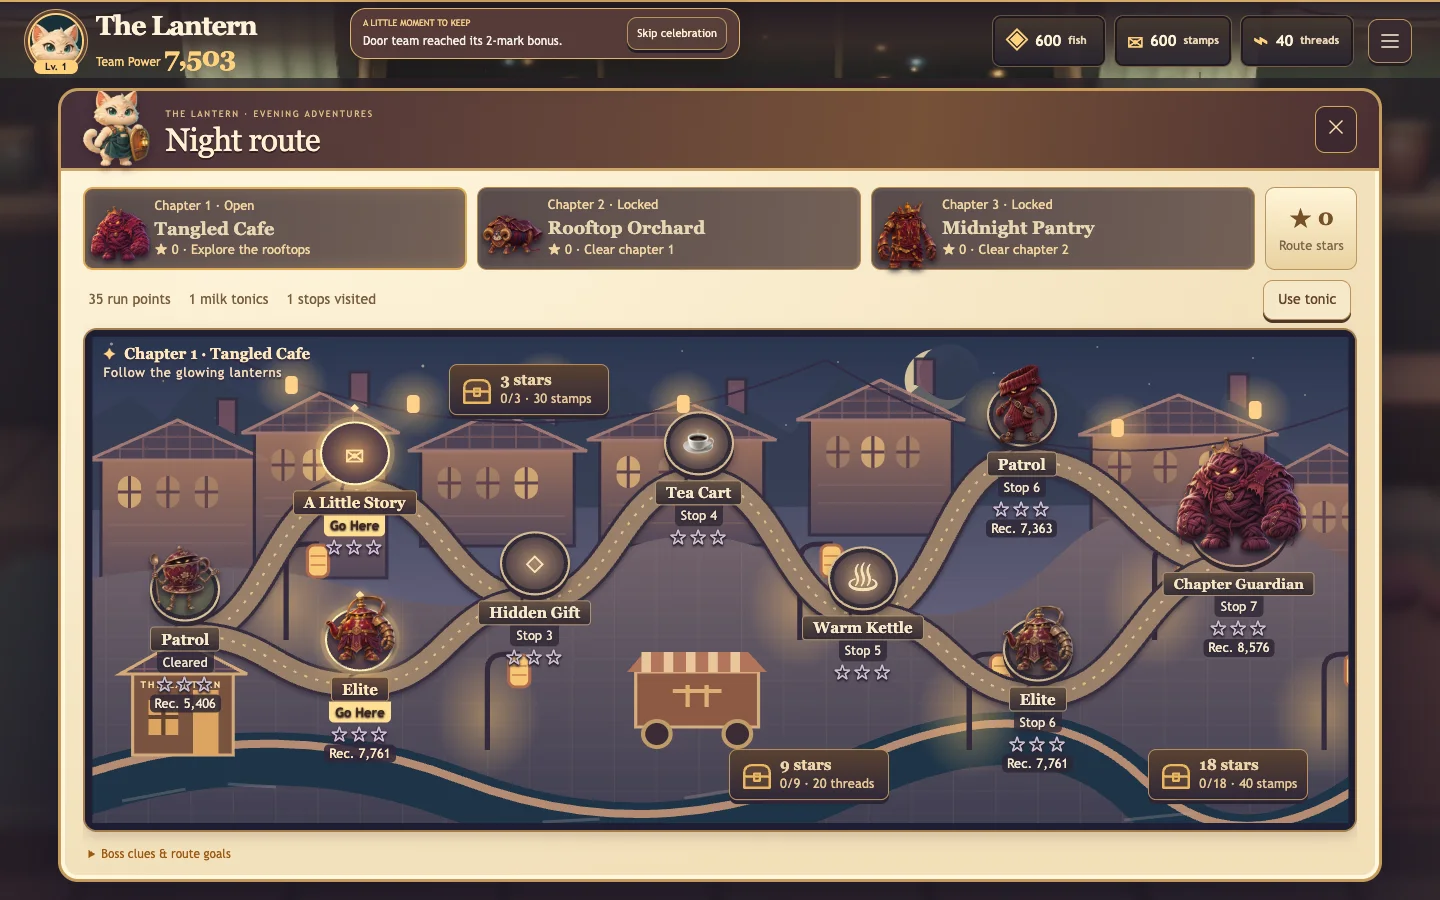 The Lantern
Team Power 7,503
Lv. 1
A LITTLE MOMENT TO KEEP
Door team reached its 2-mark bonus.
Skip celebration
600 fish
600 stamps
40 threads
THE LANTERN · EVENING ADVENTURES
Night route
Chapter 1 · Open
Tangled Cafe
★ 0 · Explore the rooftops
Chapter 2 · Locked
Rooftop Orchard
★ 0 · Clear chapter 1
Chapter 3 · Locked
Midnight Pantry
★ 0 · Clear chapter 2
★ 0
Route stars
35 run points 1 milk tonics 1 stops visited
Use tonic
Chapter 1 · Tangled Cafe
Follow the glowing lanterns
3 stars
0/3 · 30 stamps
A Little Story
Go Here
Patrol
Cleared
Rec. 5,406
Elite
Go Here
Rec. 7,761
Hidden Gift
Stop 3
Tea Cart
Stop 4
Warm Kettle
Stop 5
Patrol
Stop 6
Rec. 7,363
Elite
Stop 6
Rec. 7,761
Chapter Guardian
Stop 7
Rec. 8,576
9 stars
0/9 · 20 threads
18 stars
0/18 · 40 stamps
Boss clues & route goals